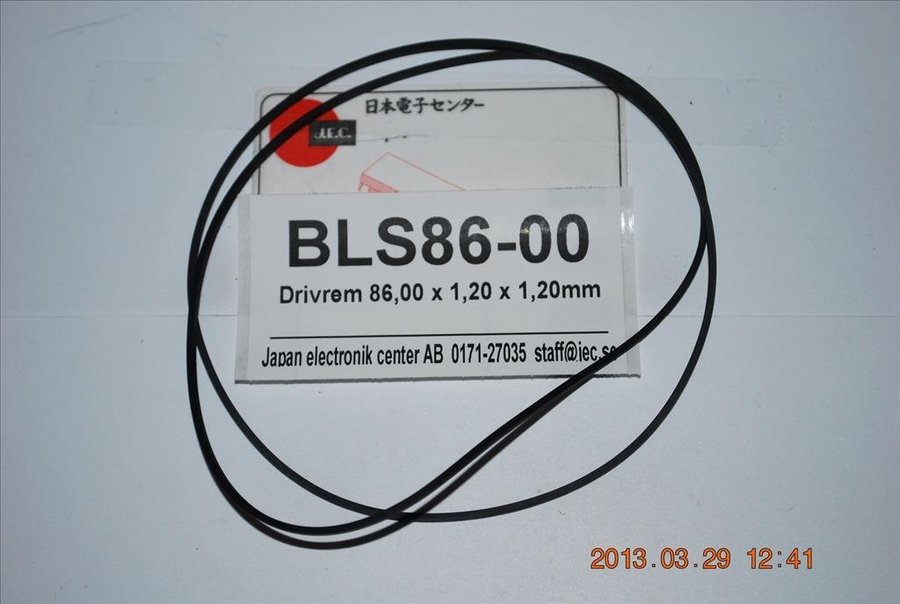 日本電子センター
J.E.C.
BLS86-00
Drivrem 86,00 x 1,20 x 1,20mm
Japan electronik center AB 0171-27035 staff@jec.se
2013.03.29 12:41